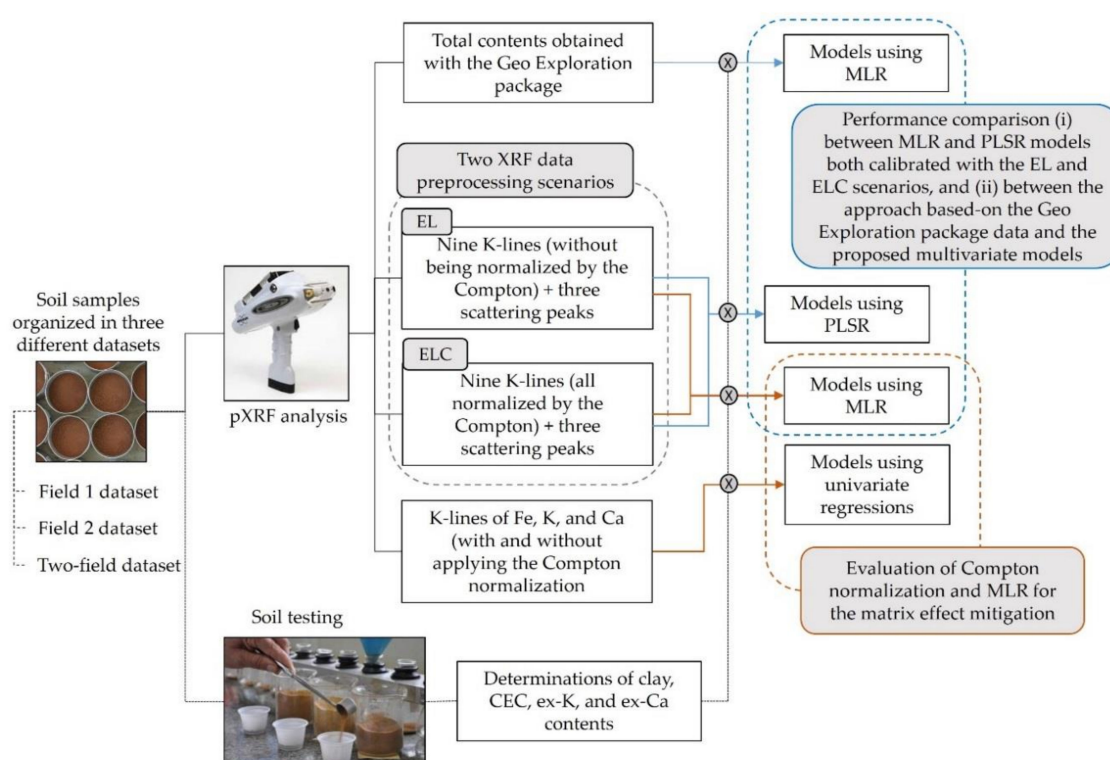 Total contents obtained
with the Geo Exploration
package
Models using
MLR
Performance comparison (i)
between MLR and PLSR models
both calibrated with the EL and
ELC scenarios, and (ii) between the
approach based-on the Geo
Exploration package data and the
proposed multivariate models
Two XRF data
preprocessing scenarios
EL
Nine K-lines (without
being normalized by the
Compton) + three
scattering peaks
Soil samples
organized in three
different datasets
pXRF analysis
Models using
PLSR
ELC
Nine K-lines (all
normalized by the
Compton) + three
scattering peaks
Models using
MLR
Models using
univariate
regressions
Field 1 dataset
Field 2 dataset
Two-field dataset
K-lines of Fe, K, and Ca
(with and without
applying the Compton
normalization
Evaluation of Compton
normalization and MLR for
the matrix effect mitigation
Soil testing
Determinations of clay,
CEC, ex-K, and ex-Ca
contents
X
X
X
X